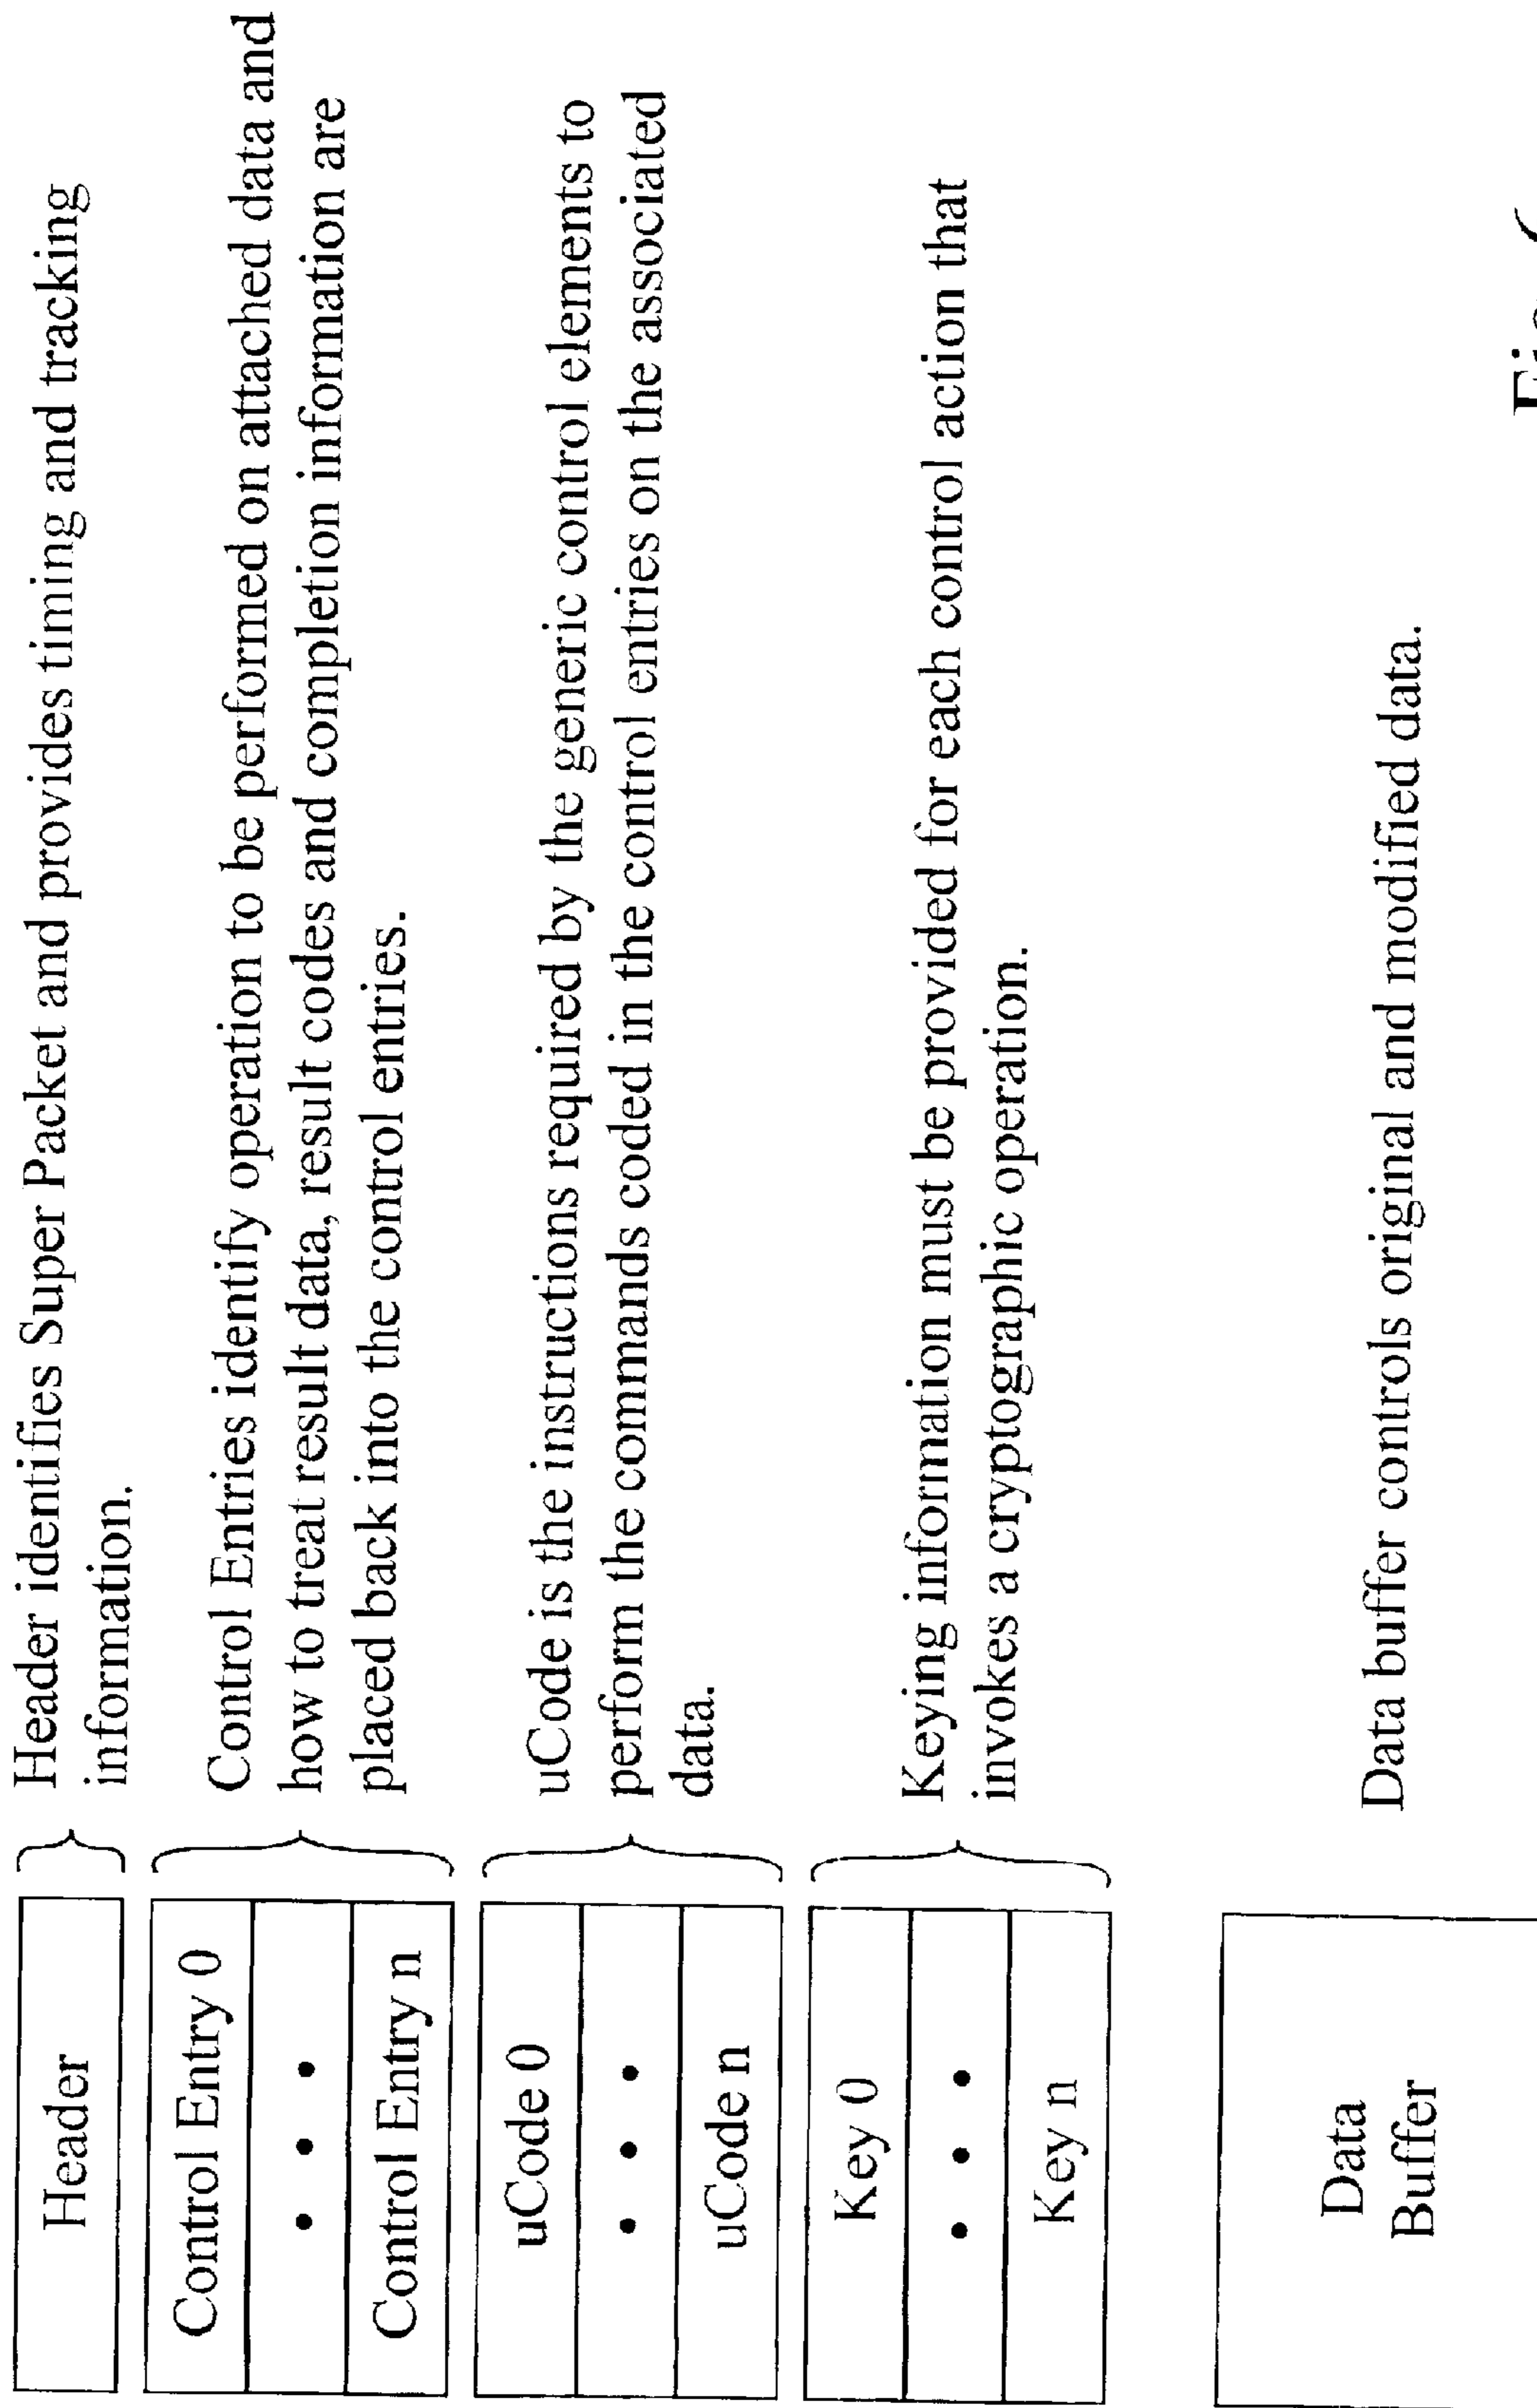 Header
Header identifies Super Packet and provides timing and tracking
information.
Control Entry 0
• • •
Control Entry n
Control Entries identify operation to be performed on attached data and
how to treat result data, result codes and completion information are
placed back into the control entries.
uCode 0
• • •
uCode n
uCode is the instructions required by the generic control elements to
perform the commands coded in the control entries on the associated
data.
Key 0
• • •
Key n
Keying information must be provided for each control action that
invokes a cryptographic operation.
Data
Buffer
Data buffer controls original and modified data.